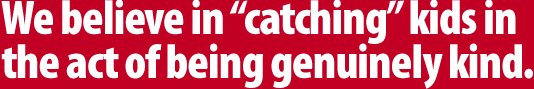 We believe in “catching” kids in
the act of being genuinely kind.